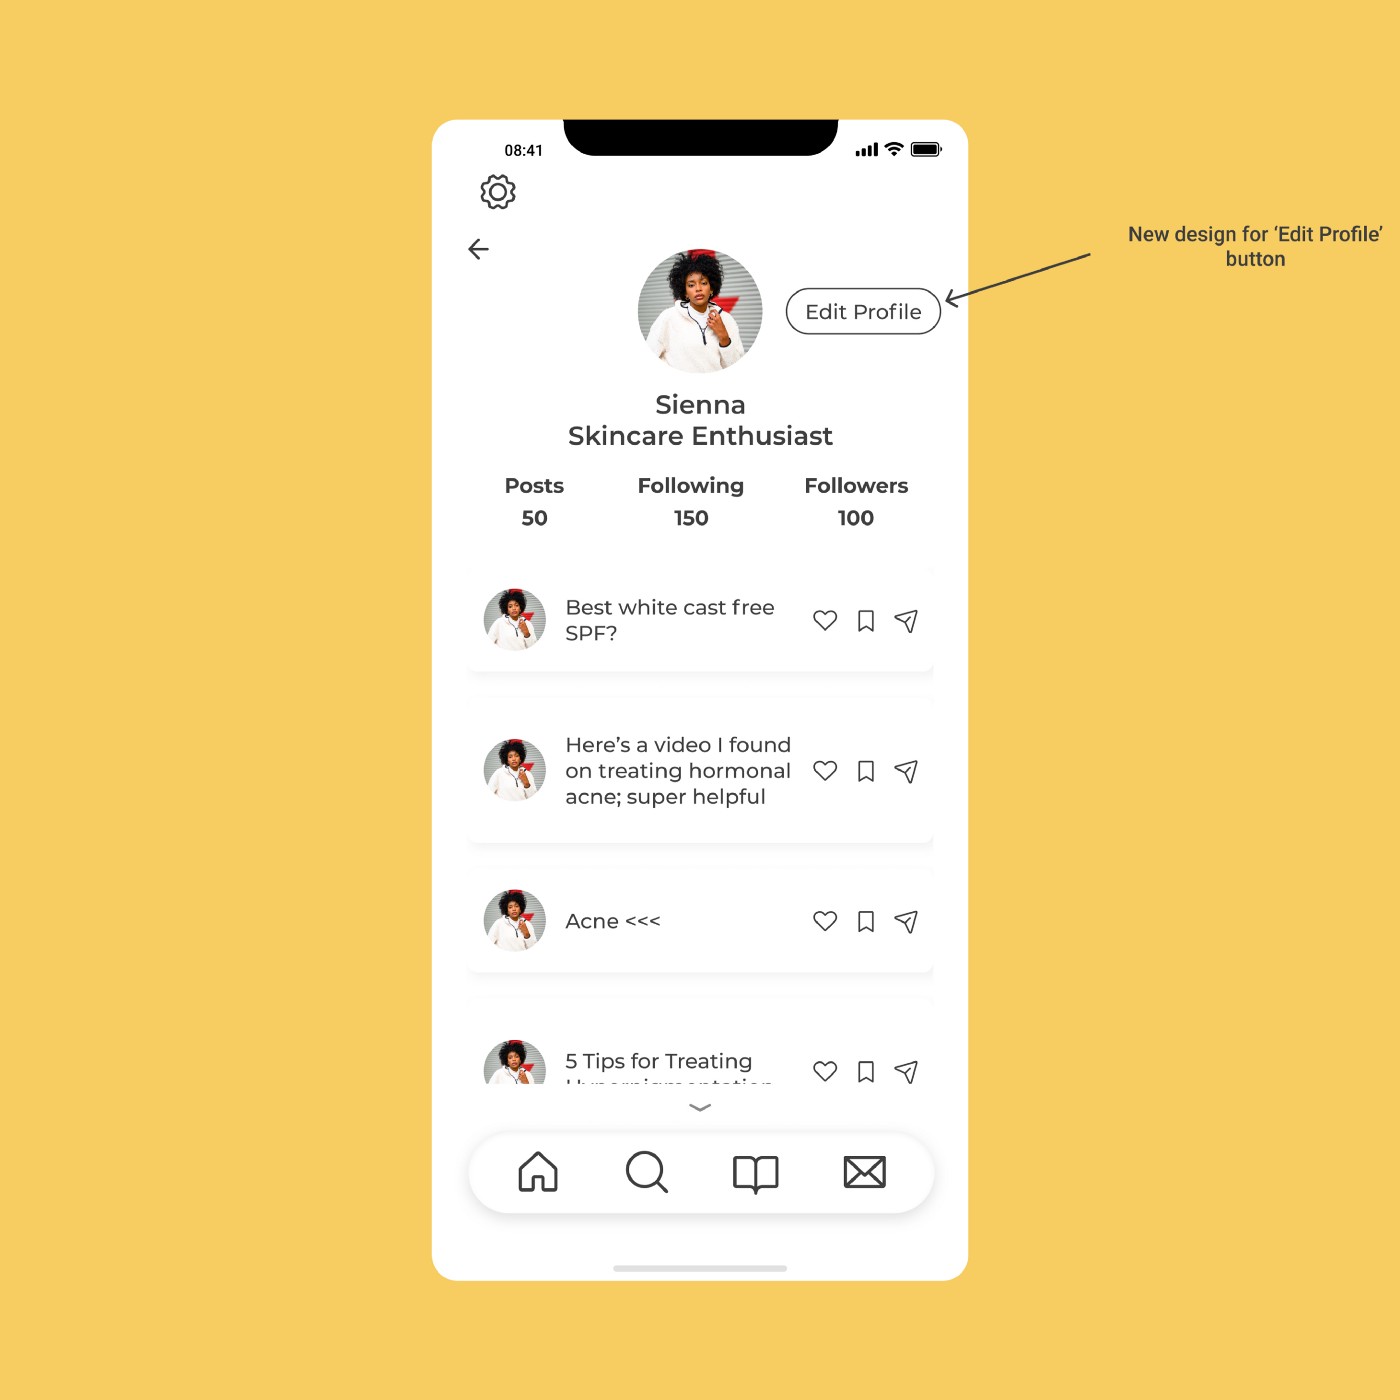 08:41
New design for ‘Edit Profile’
button
Edit Profile
Sienna
Skincare Enthusiast
Posts
Following
Followers
50
150
100
Best white cast free
SPF?
Here’s a video I found
on treating hormonal
acne; super helpful
Acne <<<
5 Tips for Treating
Hyperpigmentation